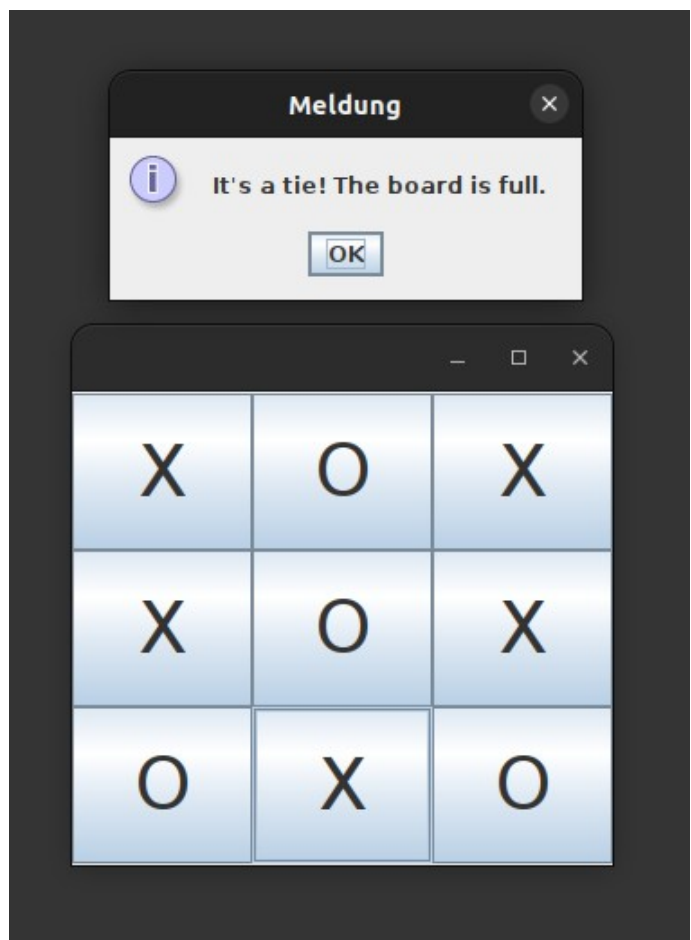 Meldung
It's a tie! The board is full.
OK
X O X
X O X
O X O